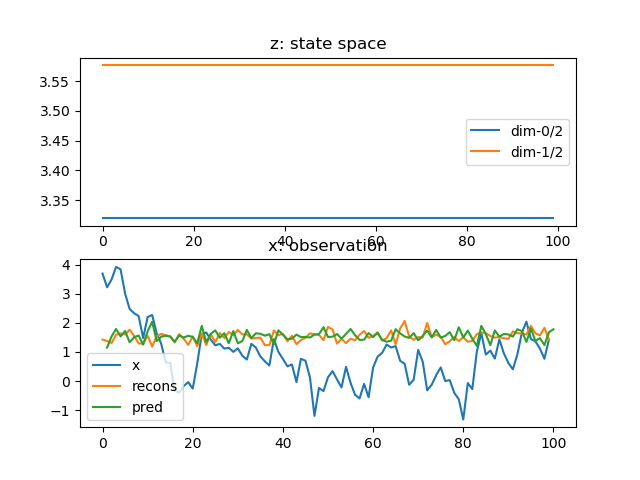 z: state space
3.55
3.50
3.45
3.40
3.35
dim-0/2
dim-1/2
0 20 40 60 80 100
x: observation
4
3
2
1
0
−1
x
recons
pred
0 20 40 60 80 100